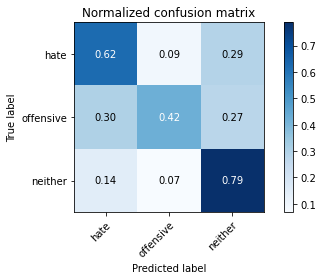 Normalized confusion matrix
hate 0.62 0.09 0.29 0.7
offensive 0.30 0.42 0.27
neither 0.14 0.07 0.79
hate offensive neither
True label
Predicted label
0.7
0.6
0.5
0.4
0.3
0.2
0.1